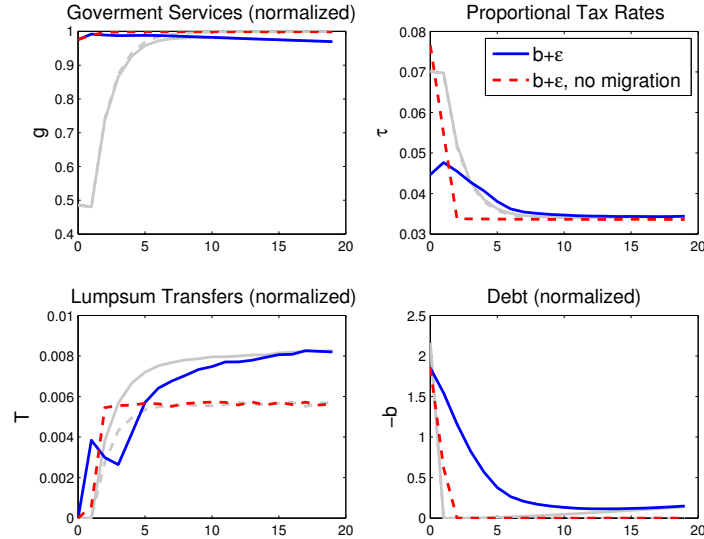 Goverment Services (normalized)
1
0.9
0.8
0.7
0.6
0.5
0.4
g
0 5 10 15 20
Proportional Tax Rates
0.08
0.07
0.06
0.05
0.04
0.03
τ
b+ε
b+ε, no migration
0 5 10 15 20
Lumpsum Transfers (normalized)
0.01
0.008
0.006
0.004
0.002
0
T
0 5 10 15 20
Debt (normalized)
2.5
2
1.5
1
0.5
0
−b
0 5 10 15 20